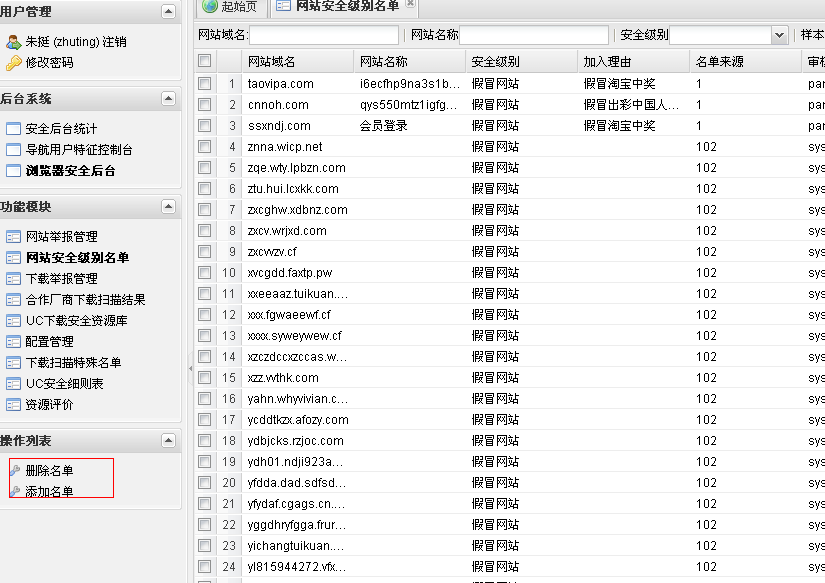 用户管理
朱挺 (zhuting) 注销
修改密码
后台系统
安全后台统计
导航用户特征控制台
浏览器安全后台
功能模块
网站举报管理
网站安全级别名单
下载举报管理
合作厂商下载扫描结果
UC下载安全资源库
配置管理
下载扫描特殊名单
UC安全细则表
资源评价
操作列表
删除名单
添加名单
起始页 网站安全级别名单
网站域名: 网站名称 安全级别 样本
网站域名 网站名称 安全级别 加入理由 名单来源 审核
1 taovipa.com i6ecfhp9na3s1b... 假冒网站 假冒淘宝中奖 1 par
2 cnnoh.com qys550mtz1igfg... 假冒网站 假冒出彩中国人... 1 par
3 ssxndj.com 会员登录 假冒网站 假冒淘宝中奖 1 par
4 znna.wicp.net 假冒网站 102 sys
5 zqe.wty.lpbzn.com 假冒网站 102 sys
6 ztu.hui.lcxkk.com 假冒网站 102 sys
7 zxcghw.xdbnz.com 假冒网站 102 sys
8 zxcv.wrjxd.com 假冒网站 102 sys
9 zxcvvzv.cf 假冒网站 102 sys
10 xvcgdd.faxtp.pw 假冒网站 102 sys
11 xxeeaaz.tuikuan.... 假冒网站 102 sys
12 xxx.fgwaeewf.cf 假冒网站 102 sys
13 xxxx.syweywew.cf 假冒网站 102 sys
14 xzczdccxzccas.w... 假冒网站 102 sys
15 xzz.vvthk.com 假冒网站 102 sys
16 yahn.whyvivian.c... 假冒网站 102 sys
17 ycddtkzx.afozy.com 假冒网站 102 sys
18 ydbjcks.rzjoc.com 假冒网站 102 sys
19 ydh01.ndji923a... 假冒网站 102 sys
20 yfdda.dad.sdfsd... 假冒网站 102 sys
21 yfydaf.cgags.cn.... 假冒网站 102 sys
22 yggdhryfgga.frur... 假冒网站 102 sys
23 yichangtuikuan.... 假冒网站 102 sys
24 yl815944272.vfx... 假冒网站 102 sys